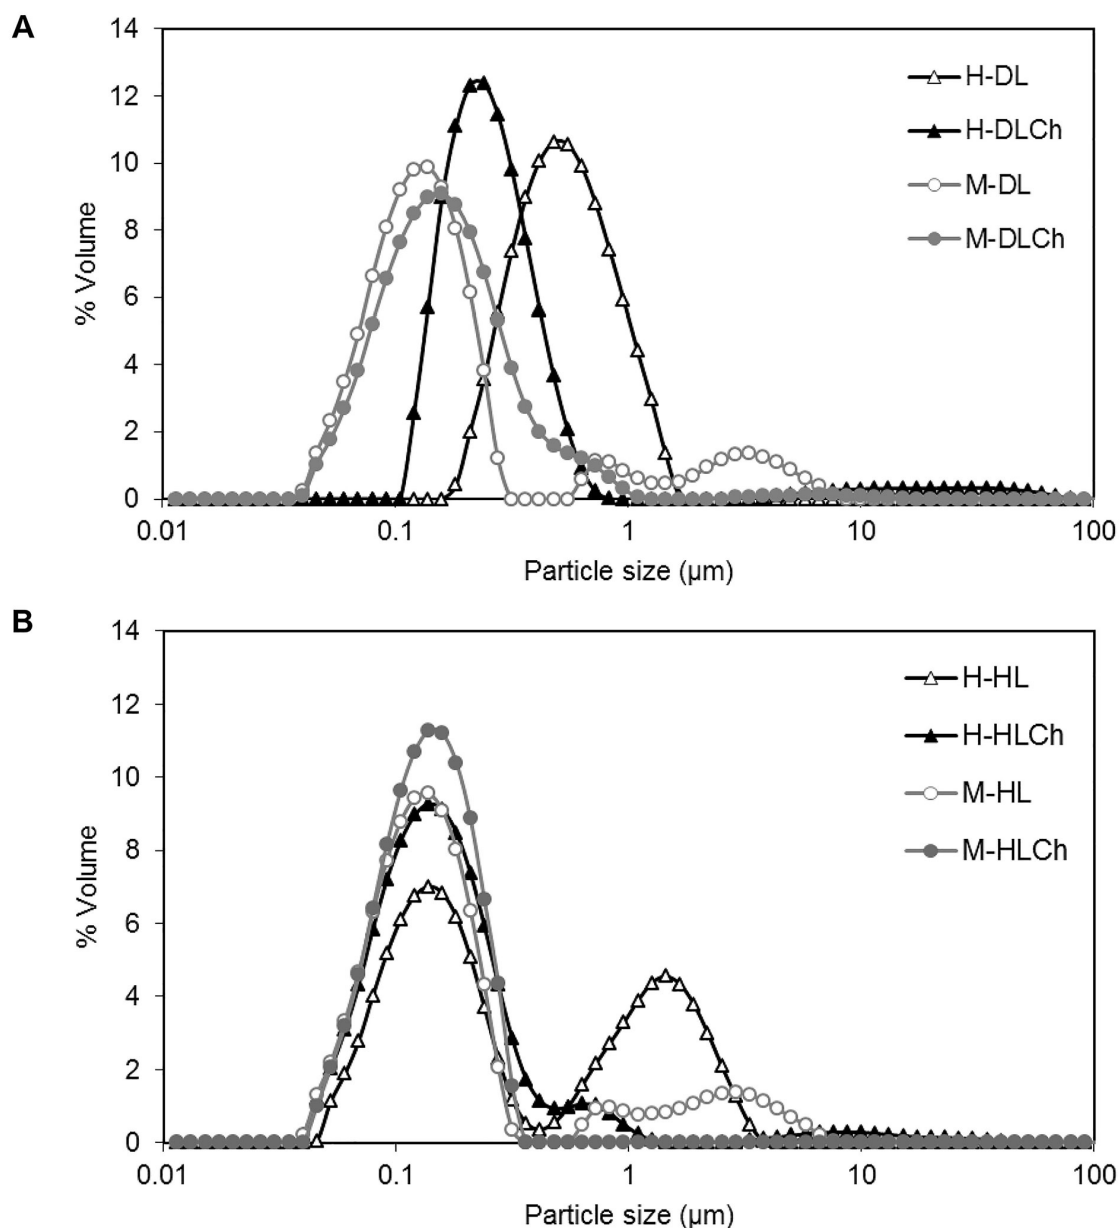 A
14
12
10
8
6
4
2
0
% Volume
H-DL
H-DLCh
M-DL
M-DLCh
0.01 0.1 1 10 100
Particle size (µm)
B
14
12
10
8
6
4
2
0
% Volume
H-HL
H-HLCh
M-HL
M-HLCh
0.01 0.1 1 10 100
Particle size (µm)